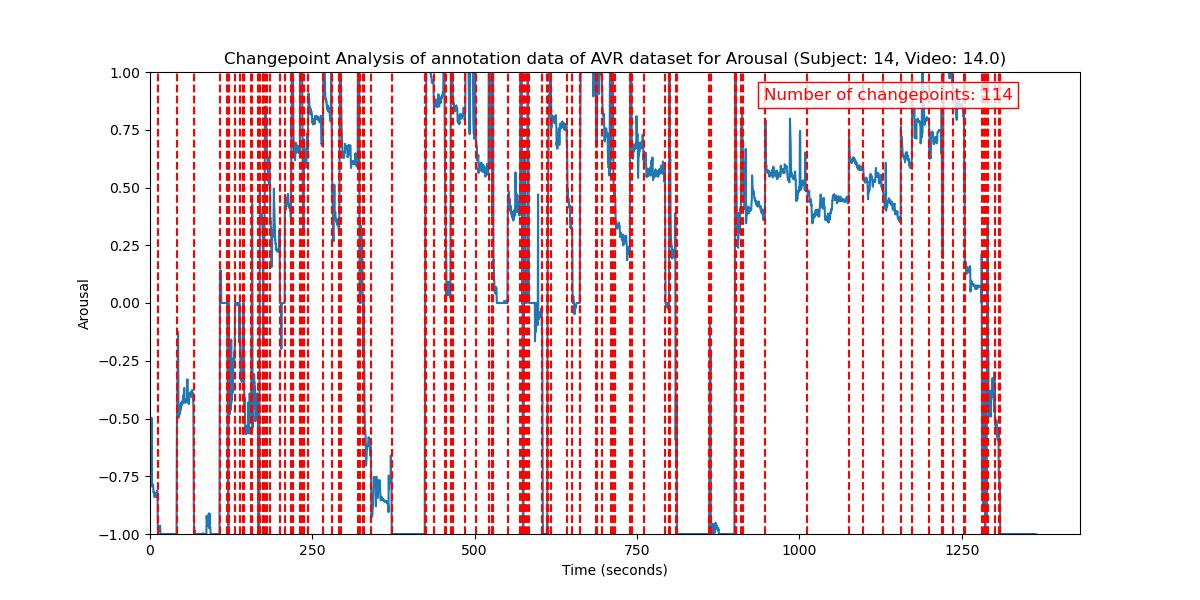 Changepoint Analysis of annotation data of AVR dataset for Arousal (Subject: 14, Video: 14.0)
Number of changepoints: 114
Arousal
1.00
0.75
0.50
0.25
0.00
−0.25
−0.50
−0.75
−1.00
0 250 500 750 1000 1250
Time (seconds)